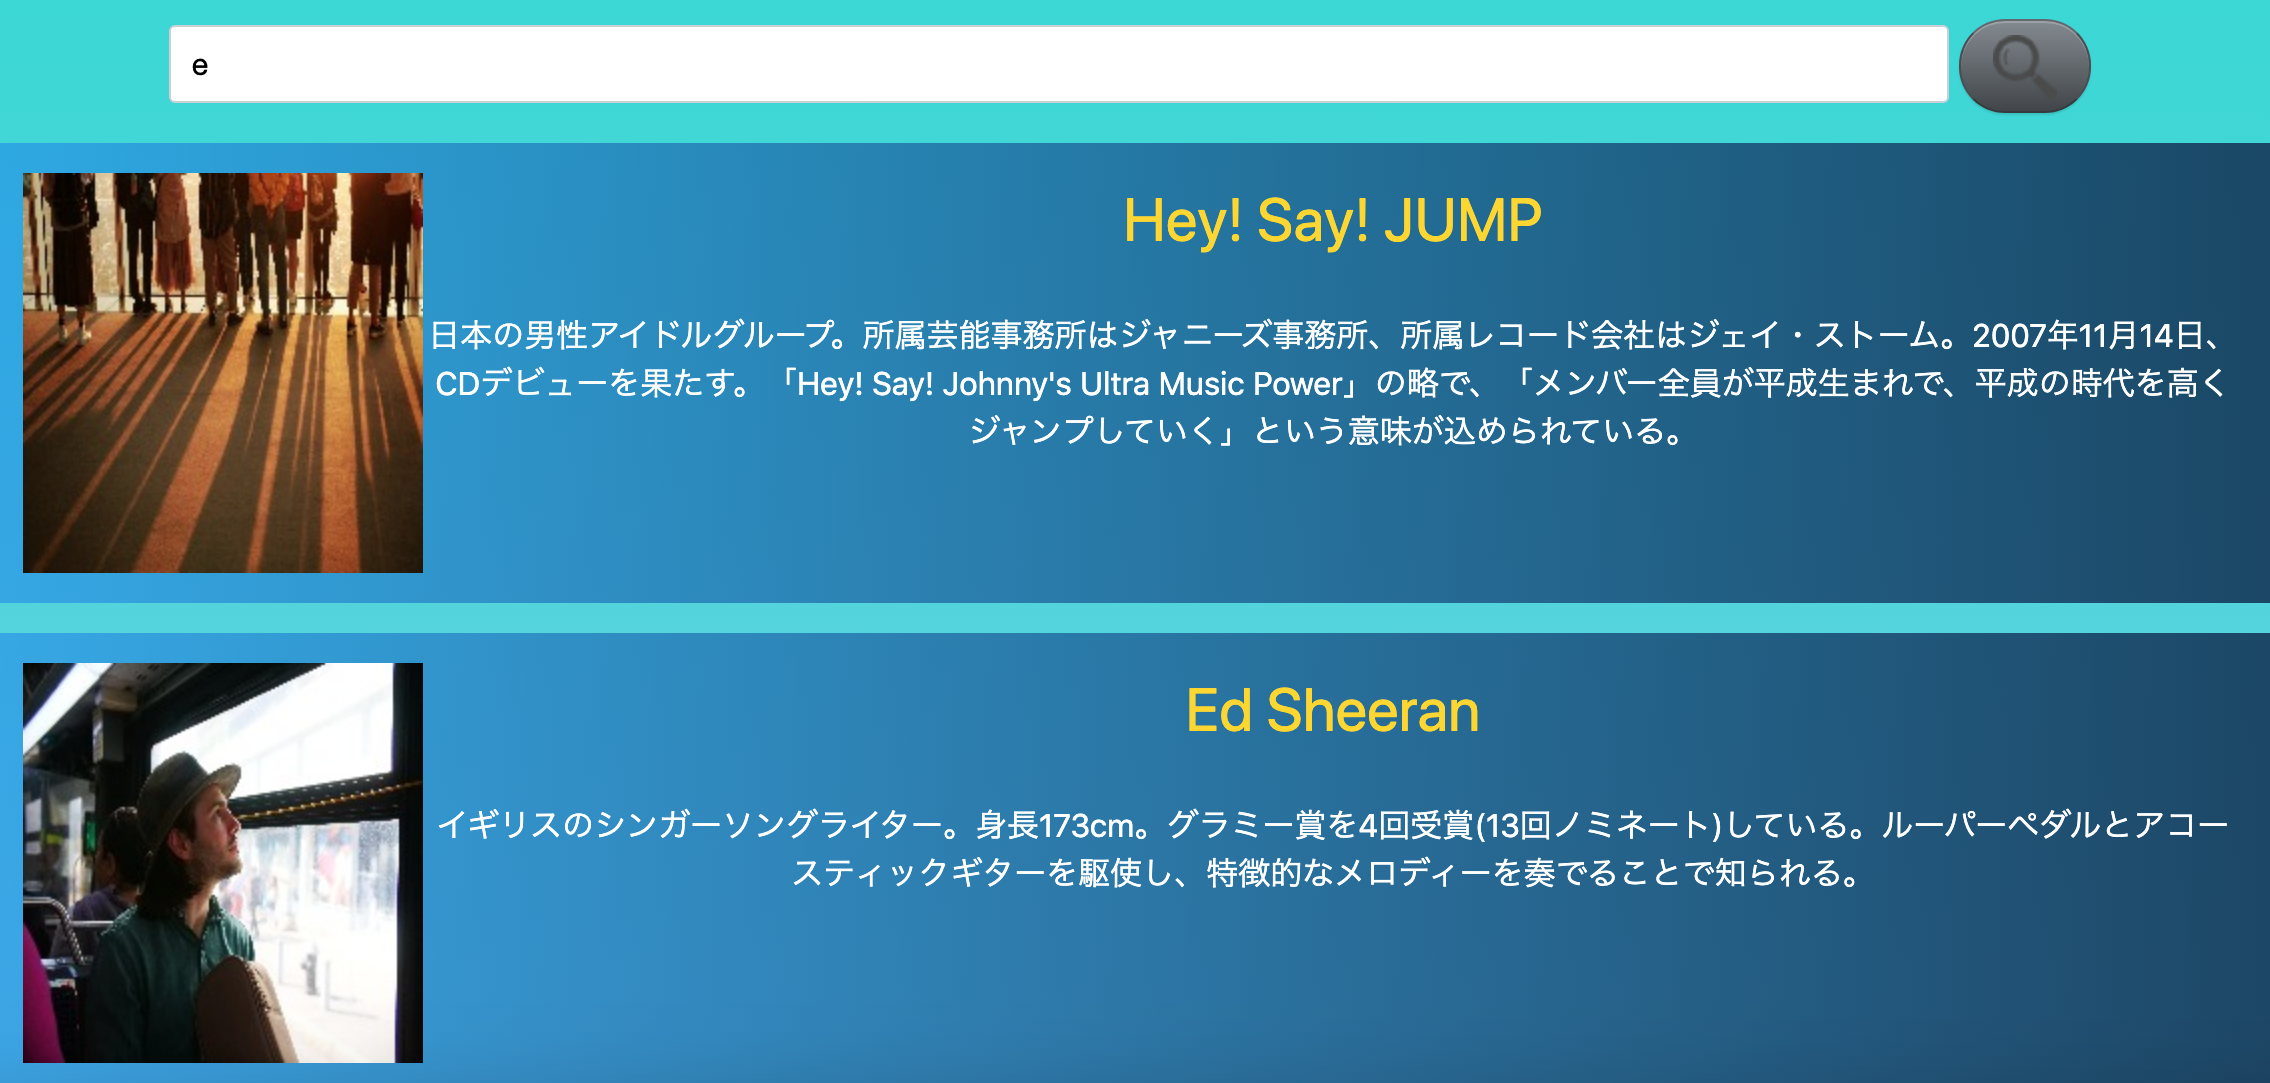 e
Hey! Say! JUMP
日本の男性アイドルグループ。所属芸能事務所はジャニーズ事務所、所属レコード会社はジェイ・ストーム。2007年11月14日、
CDデビューを果たす。「Hey! Say! Johnny's Ultra Music Power」の略で、「メンバー全員が平成生まれで、平成の時代を高く
ジャンプしていく」という意味が込められている。
Ed Sheeran
イギリスのシンガーソングライター。身長173cm。グラミー賞を4回受賞(13回ノミネート)している。ルーパーペダルとアコー
スティックギターを駆使し、特徴的なメロディーを奏でることで知られる。